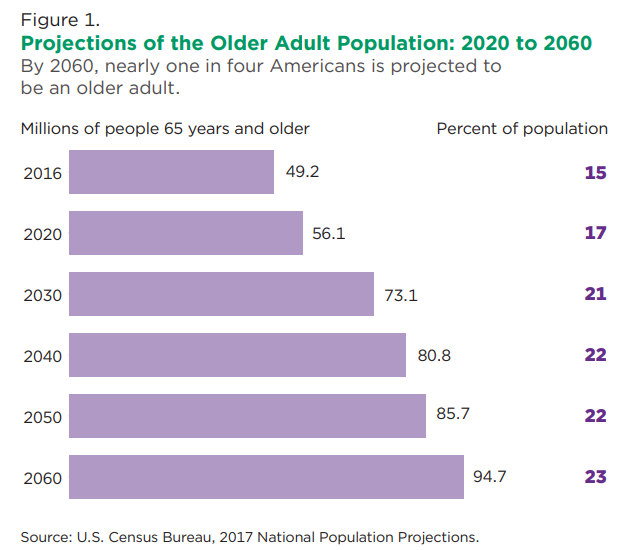 Figure 1.
Projections of the Older Adult Population: 2020 to 2060
By 2060, nearly one in four Americans is projected to
be an older adult.
Millions of people 65 years and older Percent of population
2016 49.2 15
2020 56.1 17
2030 73.1 21
2040 80.8 22
2050 85.7 22
2060 94.7 23
Source: U.S. Census Bureau, 2017 National Population Projections.